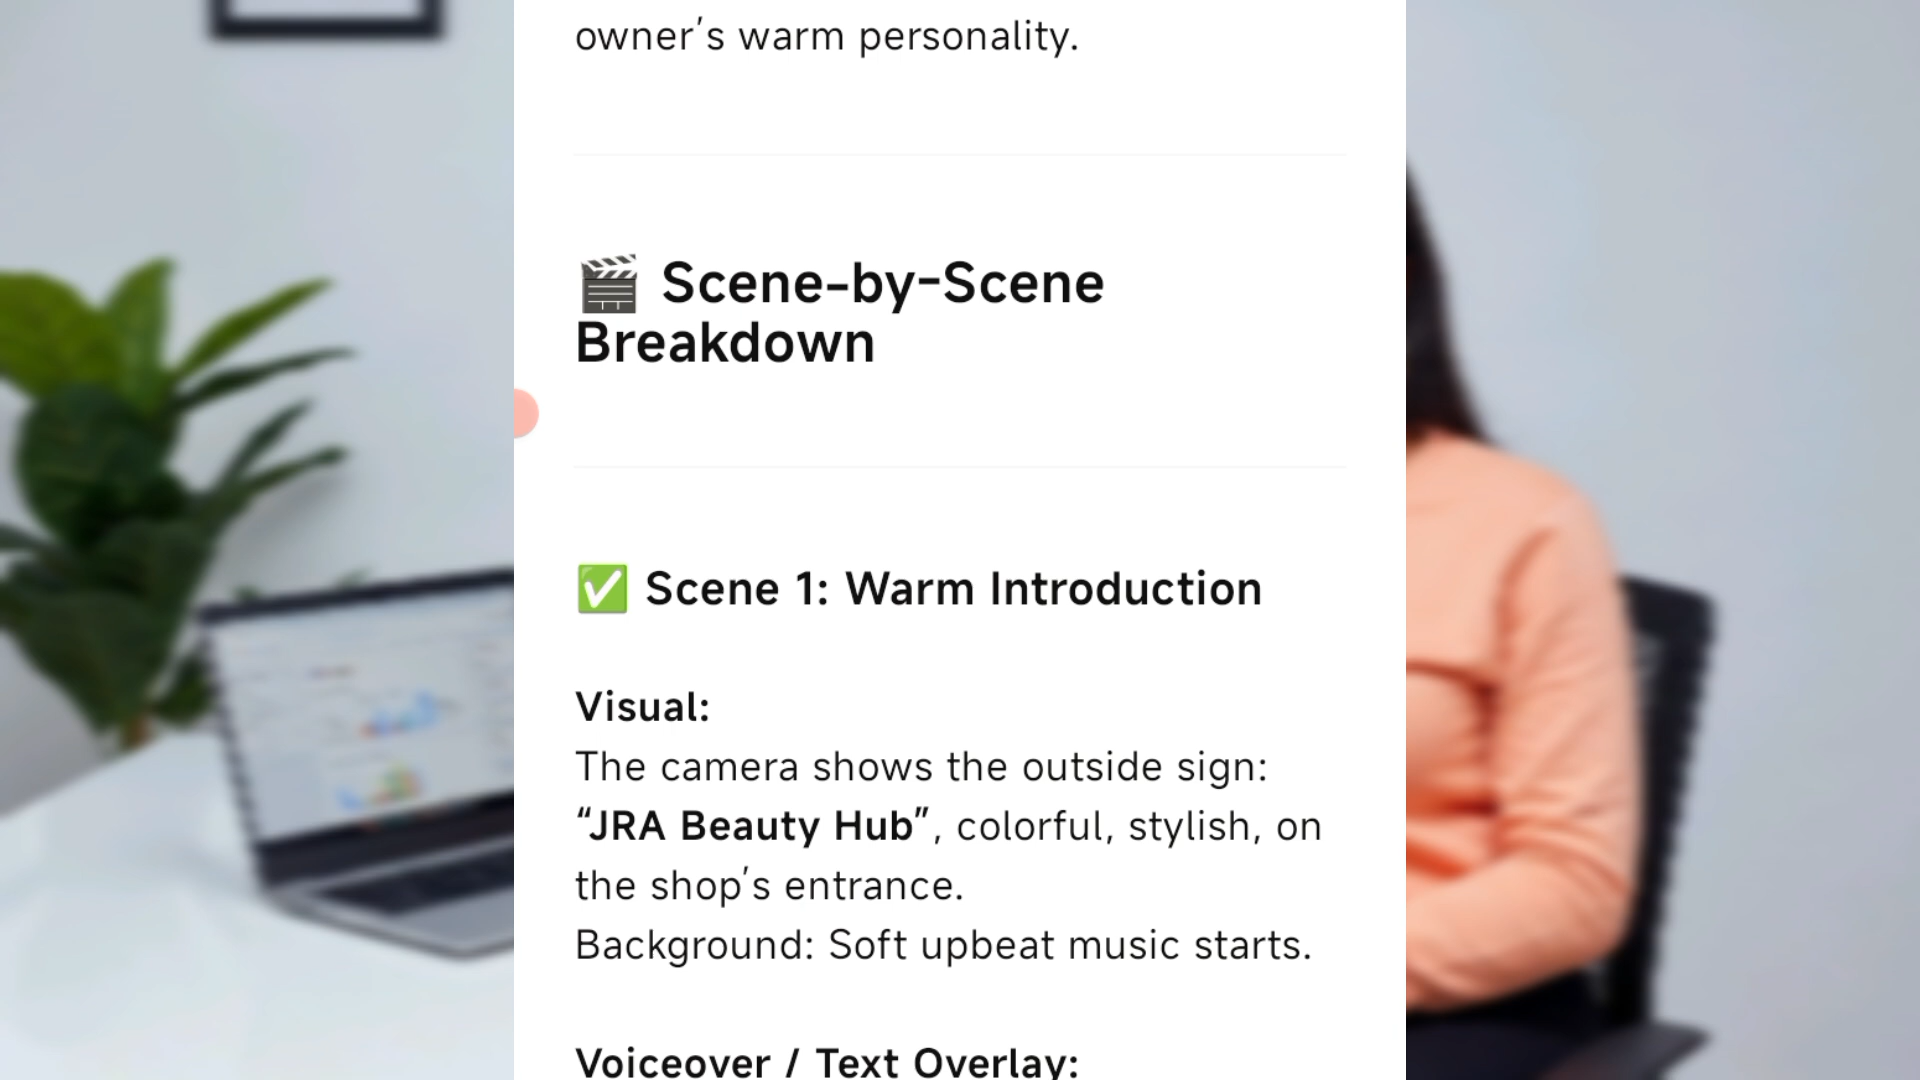 owner's warm personality.
🎬 Scene-by-Scene
Breakdown
✅ Scene 1: Warm Introduction
Visual:
The camera shows the outside sign:
“JRA Beauty Hub”, colorful, stylish, on
the shop's entrance.
Background: Soft upbeat music starts.
Voiceover / Text Overlay: